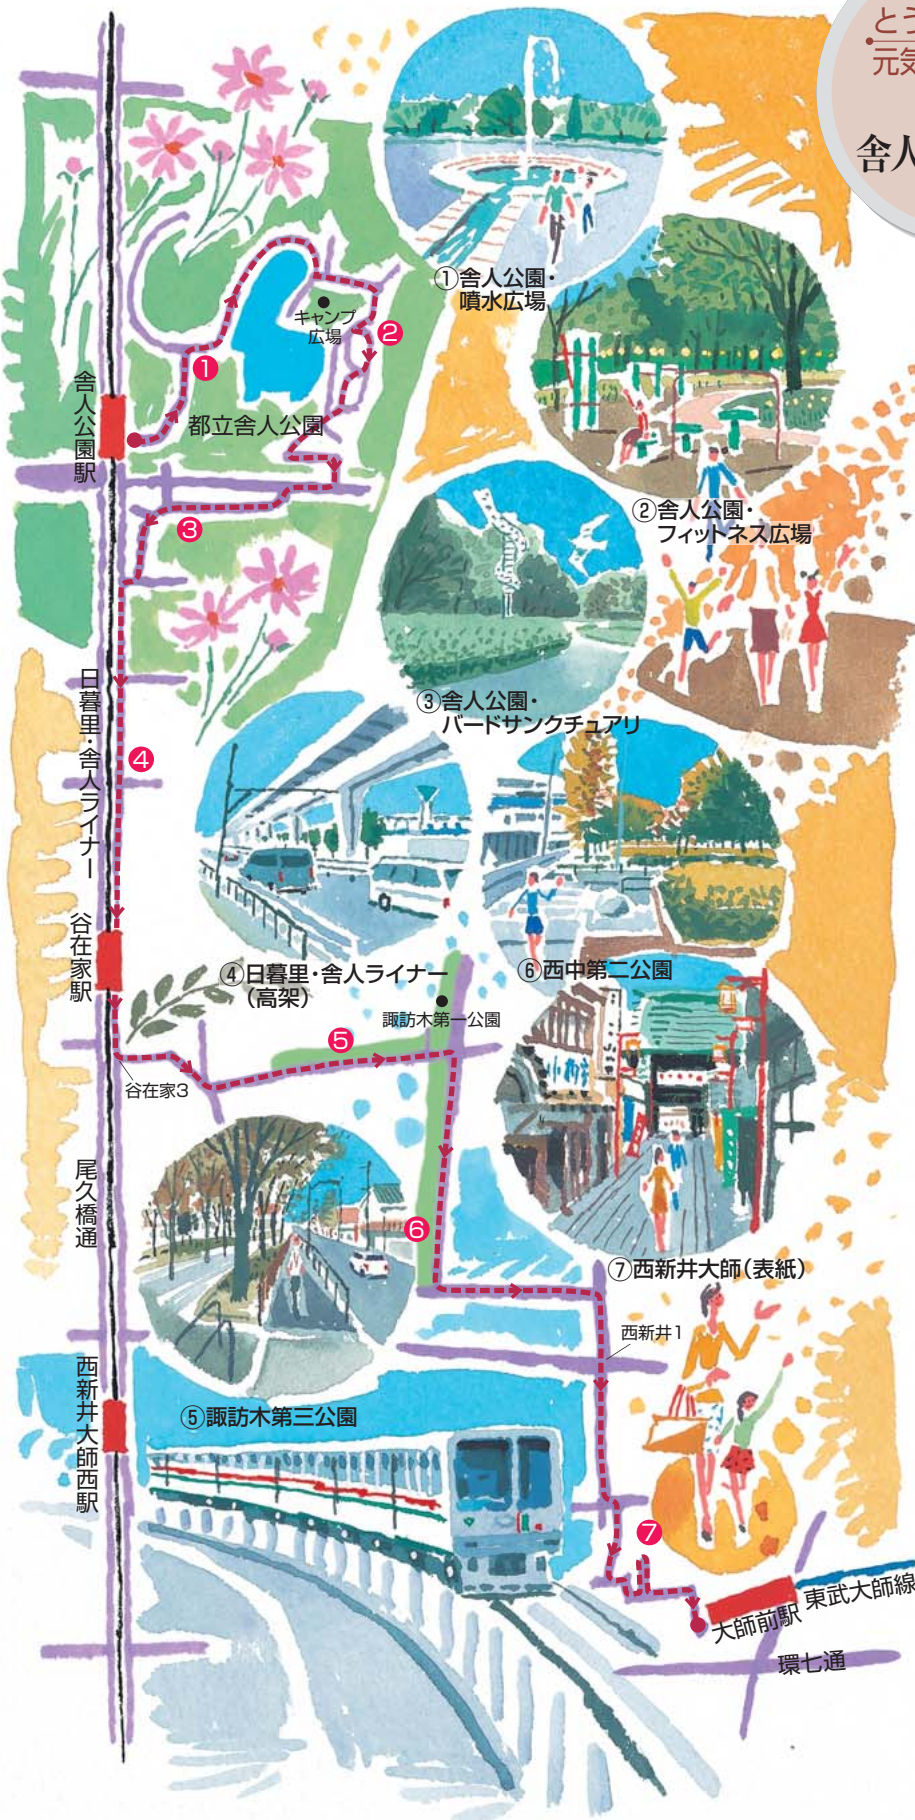 とう
元気
舎人
①舎人公園・
噴水広場
キャンプ
広場
②
①
②舎人公園・
フィットネス広場
舎人公園駅
都立舎人公園
③
③舎人公園・
バードサンクチュアリ
日暮里・舎人ライナー
④
谷在家駅
④日暮里・舎人ライナー
(高架)
⑥西中第二公園
諏訪木第一公園
⑤
谷在家3
尾久橋通
⑥
⑦西新井大師(表紙)
西新井1
西新井大師西駅
⑤諏訪木第三公園
⑦
大師前駅
東武大師線
環七通